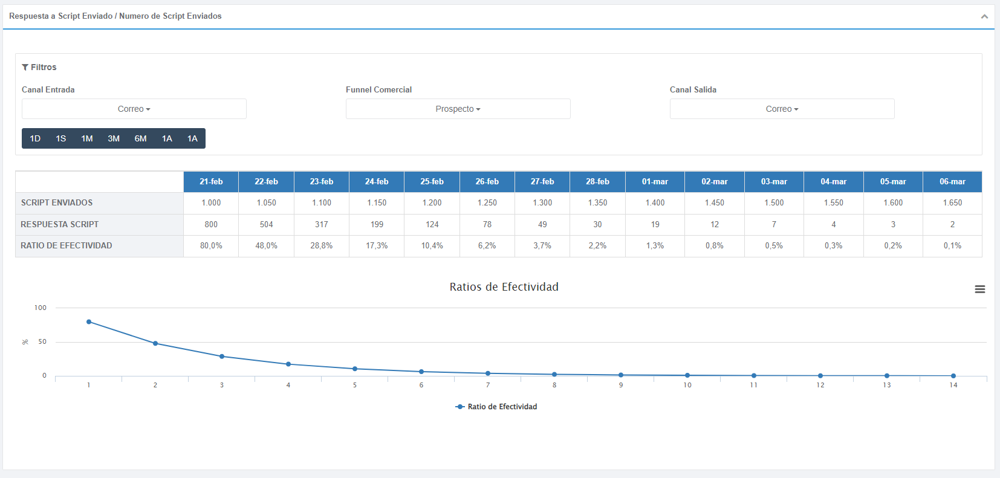 Respuesta a Script Enviado / Numero de Script Enviados
Filtros
Canal Entrada Funnel Comercial Canal Salida
Correo Prospecto Correo
1D 1S 1M 3M 6M 1A 1A
21-feb 22-feb 23-feb 24-feb 25-feb 26-feb 27-feb 28-feb 01-mar 02-mar 03-mar 04-mar 05-mar 06-mar
SCRIPT ENVIADOS 1.000 1.050 1.100 1.150 1.200 1.250 1.300 1.350 1.400 1.450 1.500 1.550 1.600 1.650
RESPUESTA SCRIPT 800 504 317 199 124 78 49 30 19 12 7 4 3 2
RATIO DE EFECTIVIDAD 80,0% 48,0% 28,8% 17,3% 10,4% 6,2% 3,7% 2,2% 1,3% 0,8% 0,5% 0,3% 0,2% 0,1%
Ratios de Efectividad
100
%
50
0
1 2 3 4 5 6 7 8 9 10 11 12 13 14
Ratio de Efectividad